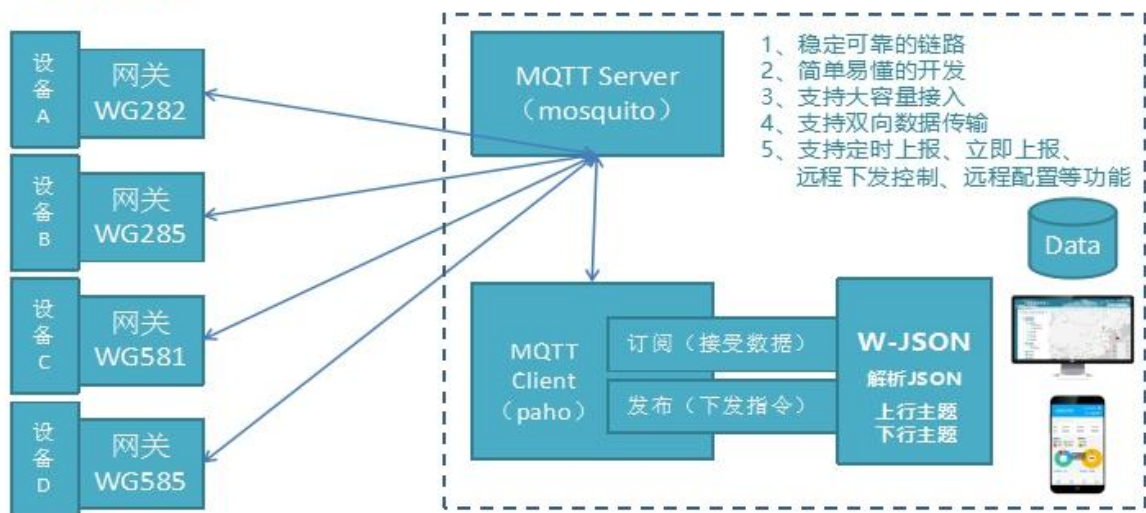 设
备
A
网关
WG282
设
备
B
网关
WG285
设
备
C
网关
WG581
设
备
D
网关
WG585
MQTT Server
（mosquito）
1、稳定可靠的链路
2、简单易懂的开发
3、支持大容量接入
4、支持双向数据传输
5、支持定时上报、立即上报、
远程下发控制、远程配置等功能
Data
MQTT
Client
（paho）
订阅（接受数据）
发布（下发指令）
W-JSON
解析JSON
上行主题
下行主题